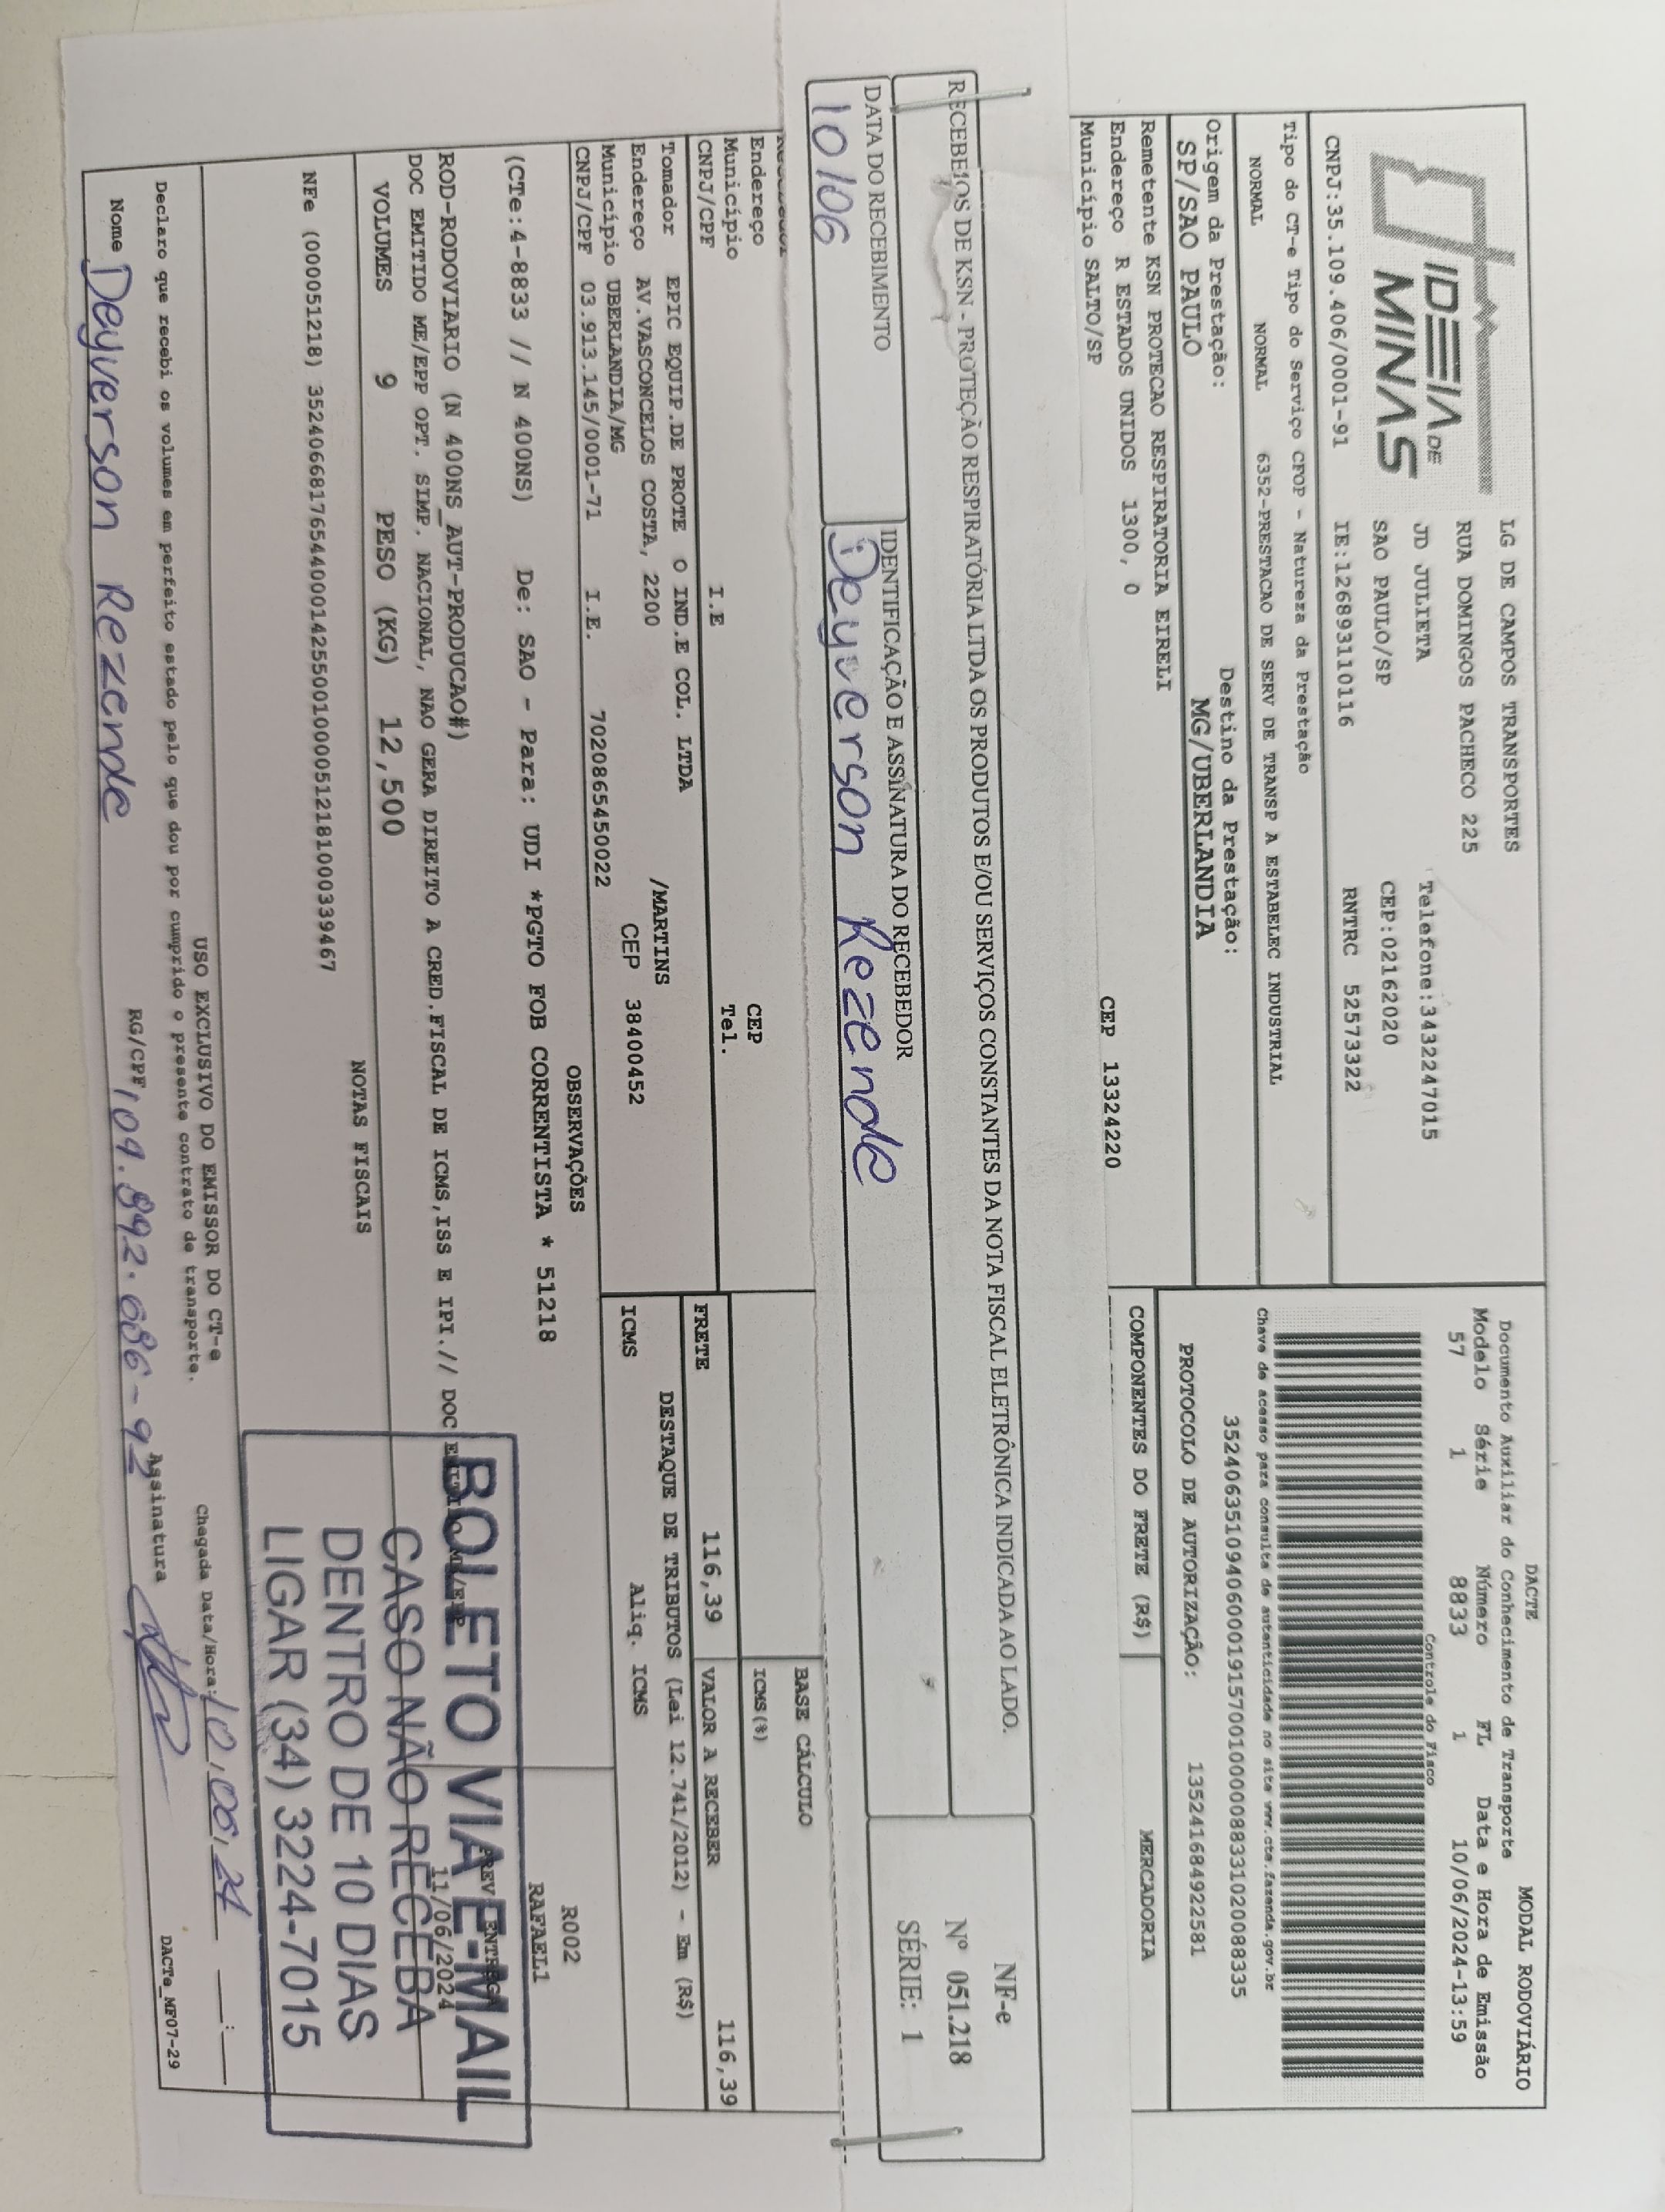 IDEIA DE
MINAS
LG DE CAMPOS TRANSPORTES
RUA DOMINGOS PACHECO 225
JD JULIETA Telefone:3432247015
SAO PAULO/SP CEP:02162020
CNPJ:35.109.406/0001-91 IE:126893110116 RNTRC 52573322
DACTE MODAL RODOVIÁRIO
Documento Auxiliar do Conhecimento de Transporte
Modelo Série Número FL Data e Hora de Emissão
57 1 8833 1 10/06/2024-13:59
Controle do Fisco
Chave de acesso para consulta de autenticidade no site www.cte.fazenda.gov.br
35240635109406000191570010000088331020088335
PROTOCOLO DE AUTORIZAÇÃO: 135241684922581
Tipo do CT-e Tipo do Serviço CFOP - Natureza da Prestação
NORMAL NORMAL 6352-PRESTACAO DE SERV DE TRANSP A ESTABELEC INDUSTRIAL
Origem da Prestação: Destino da Prestação:
SP/SAO PAULO MG/UBERLANDIA
Remetente KSN PROTECAO RESPIRATORIA EIRELI
Endereço R ESTADOS UNIDOS 1300, 0
Município SALTO/SP CEP 13324220
COMPONENTES DO FRETE (R$) MERCADORIA
RECEBEMOS DE KSN - PROTEÇÃO RESPIRATÓRIA LTDA OS PRODUTOS E/OU SERVIÇOS CONSTANTES DA NOTA FISCAL ELETRÔNICA INDICADA AO LADO.
NF-e
Nº 051.218
SÉRIE: 1
DATA DO RECEBIMENTO IDENTIFICAÇÃO E ASSINATURA DO RECEBEDOR
10/06 Deyverson Rezende
Endereço CEP
Município Tel.
CNPJ/CPF I.E
BASE CÁLCULO
ICMS(%)
FRETE 116,39 VALOR A RECEBER 116,39
Tomador EPIC EQUIP.DE PROTE O IND.E COL. LTDA
Endereço AV.VASCONCELOS COSTA, 2200 /MARTINS
Município UBERLANDIA/MG CEP 38400452
CNPJ/CPF 03.913.145/0001-71 I.E. 7020865450022
DESTAQUE DE TRIBUTOS (Lei 12.741/2012) - Em (R$)
ICMS Aliq. ICMS
OBSERVAÇÕES
(CTe:4-8833 // N 400NS) De: SAO - Para: UDI *PGTO FOB CORRENTISTA * 51218
R002
RAFAEL1
ROD-RODOVIARIO (N 400NS_AUT-PRODUCAO#)
DOC EMITIDO ME/EPP OPT. SIMP. NACIONAL, NAO GERA DIREITO A CRED.FISCAL DE ICMS,ISS E IPI.// DOC EMITIDO ME/EPP
PREV ENTREGA
11/06/2024
VOLUMES 9 PESO (KG) 12,500
NOTAS FISCAIS
NFe (000051218) 35240668176544000142550010000512181000339467
BOLETO VIA E-MAIL
CASO NÃO RECEBA
DENTRO DE 10 DIAS
LIGAR (34) 3224-7015
USO EXCLUSIVO DO EMISSOR DO CT-e
Declaro que recebi os volumes em perfeito estado pelo que dou por cumprido o presente contrato de transporte.
Chegada Data/Hora: 10,06,24 __:__
Nome Deyverson Rezende RG/CPF 109.892.686-92 Assinatura
DACTe_MF07-29